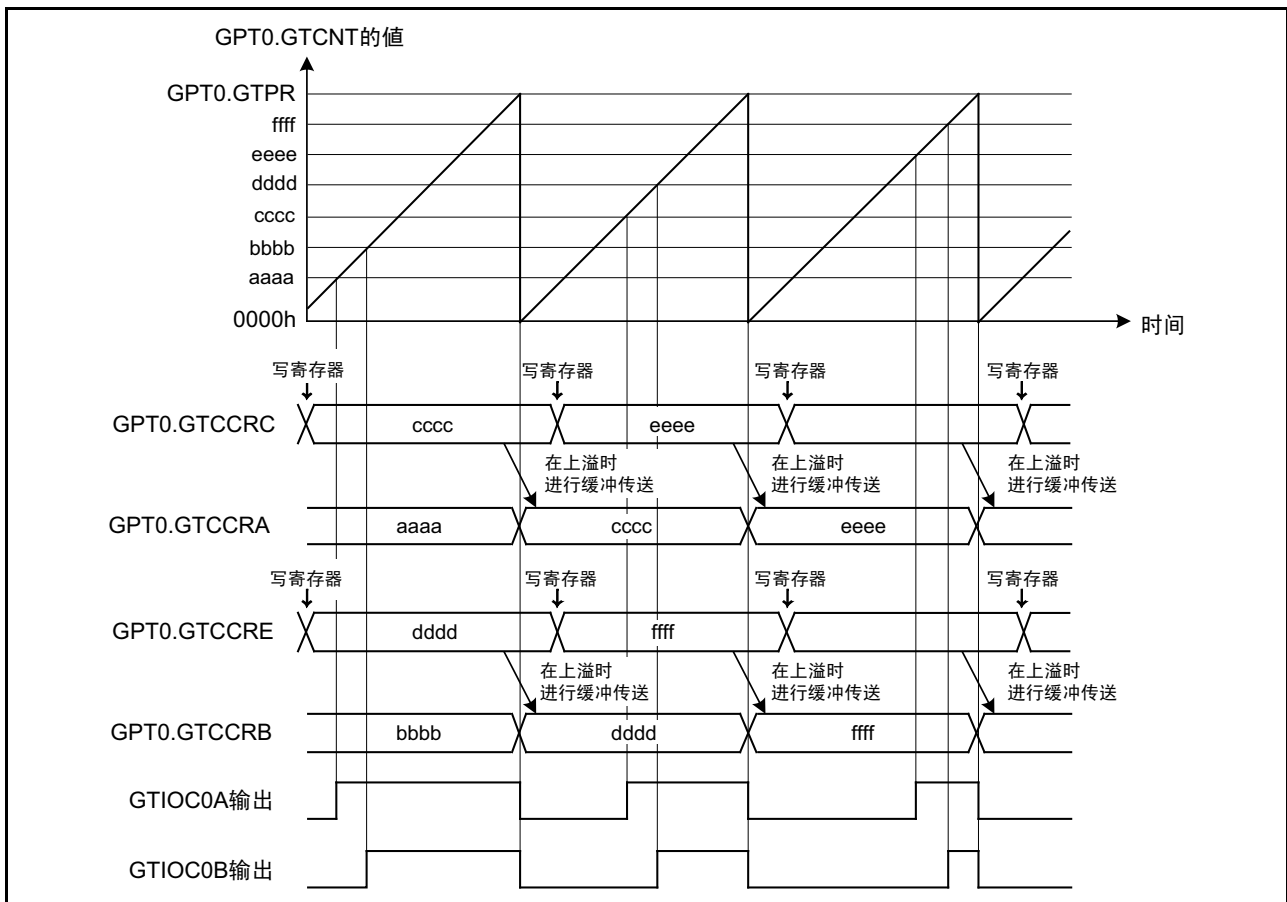 GPT0.GTCNT的値
GPT0.GTPR
ffff
eeee
dddd
cccc
bbbb
aaaa
0000h
时间
写寄存器 写寄存器 写寄存器 写寄存器
GPT0.GTCCRC cccc eeee
在上溢时 在上溢时 在上溢时
进行缓冲传送 进行缓冲传送 进行缓冲传送
GPT0.GTCCRA aaaa cccc eeee
写寄存器 写寄存器 写寄存器 写寄存器
GPT0.GTCCRE dddd ffff
在上溢时 在上溢时 在上溢时
进行缓冲传送 进行缓冲传送 进行缓冲传送
GPT0.GTCCRB bbbb dddd ffff
GTIOC0A输出
GTIOC0B输出